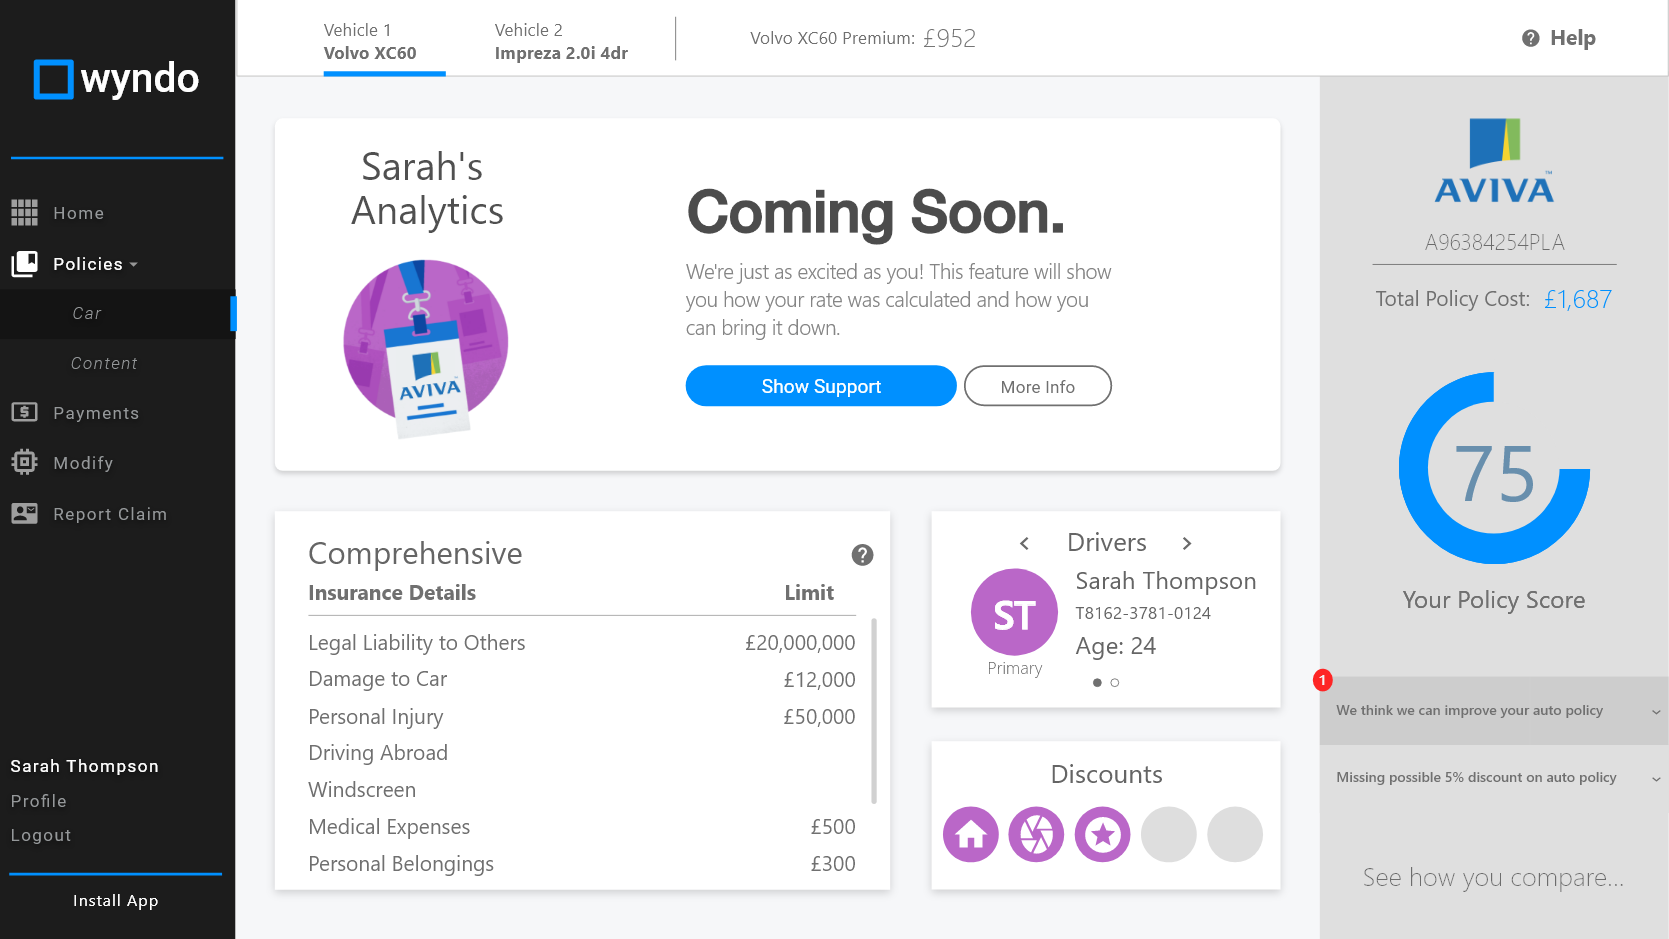 wyndo
Home
Policies
Car
Content
Payments
Modify
Report Claim
Sarah Thompson
Profile
Logout
Install App
Vehicle 1
Volvo XC60
Vehicle 2
Impreza 2.0i 4dr
Volvo XC60 Premium: £952
Help
Sarah's
Analytics
AVIVA
Coming Soon.
We're just as excited as you! This feature will show
you how your rate was calculated and how you
can bring it down.
Show Support
More Info
Comprehensive
Insurance Details Limit
Legal Liability to Others £20,000,000
Damage to Car £12,000
Personal Injury £50,000
Driving Abroad
Windscreen
Medical Expenses £500
Personal Belongings £300
Drivers
ST
Primary
Sarah Thompson
T8162-3781-0124
Age: 24
Discounts
AVIVA™
A96384254PLA
Total Policy Cost: £1,687
75
Your Policy Score
1
We think we can improve your auto policy
Missing possible 5% discount on auto policy
See how you compare...